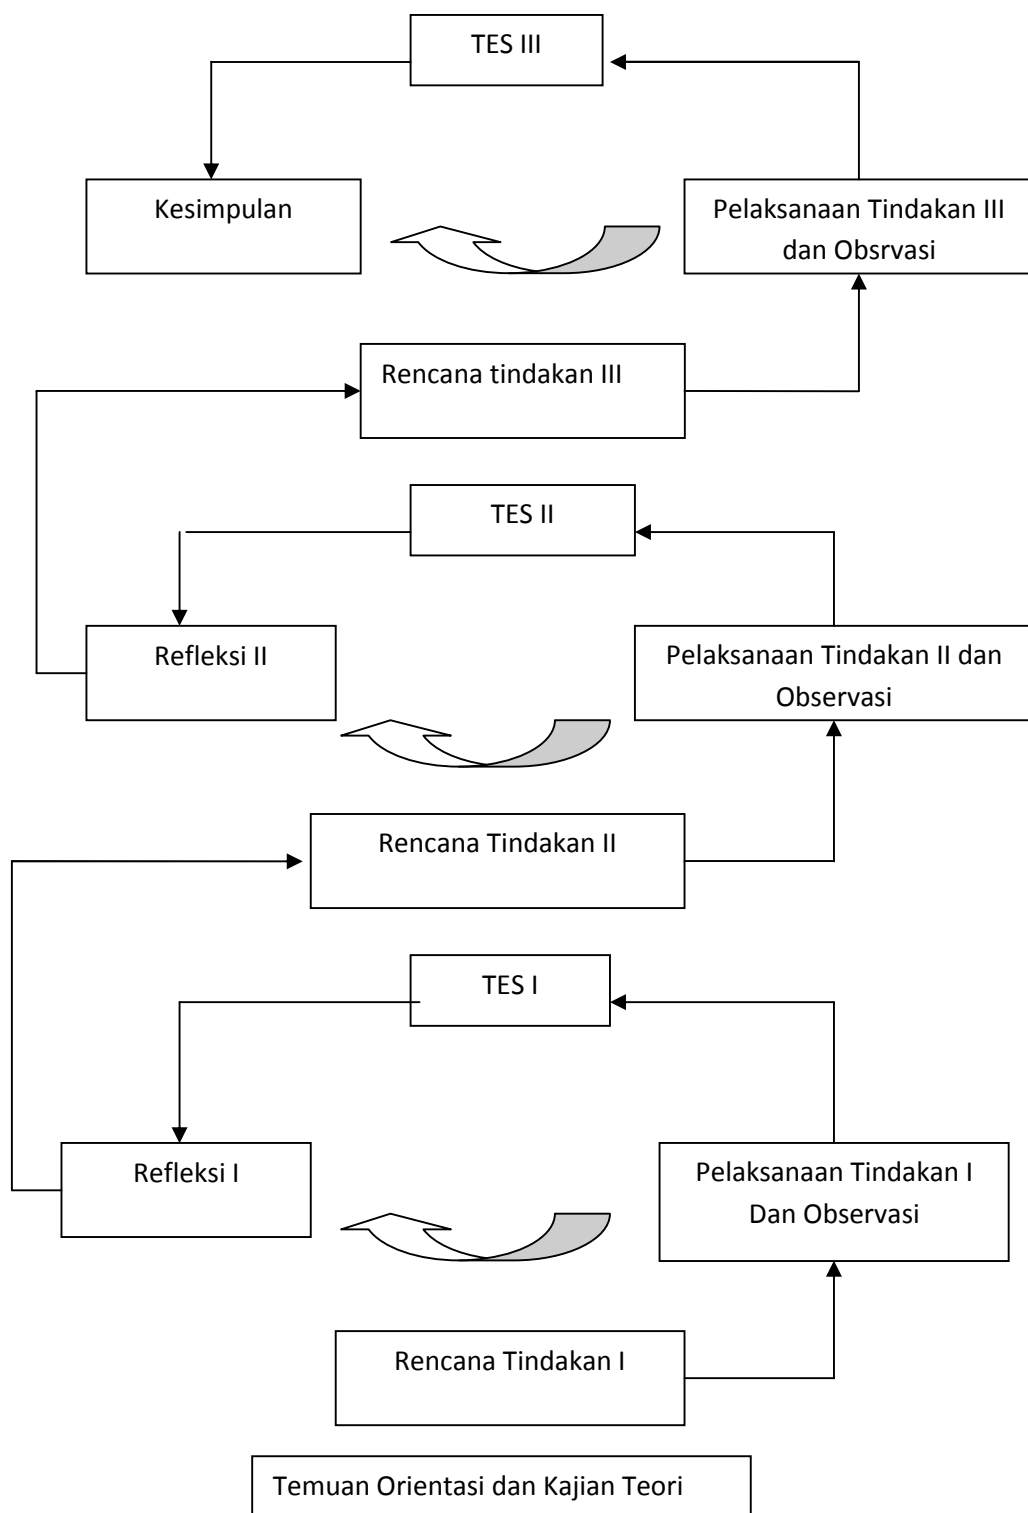 TES III
Kesimpulan
Pelaksanaan Tindakan III
dan Obsrvasi
Rencana tindakan III
TES II
Refleksi II
Pelaksanaan Tindakan II dan
Observasi
Rencana Tindakan II
TES I
Refleksi I
Pelaksanaan Tindakan I
Dan Observasi
Rencana Tindakan I
Temuan Orientasi dan Kajian Teori